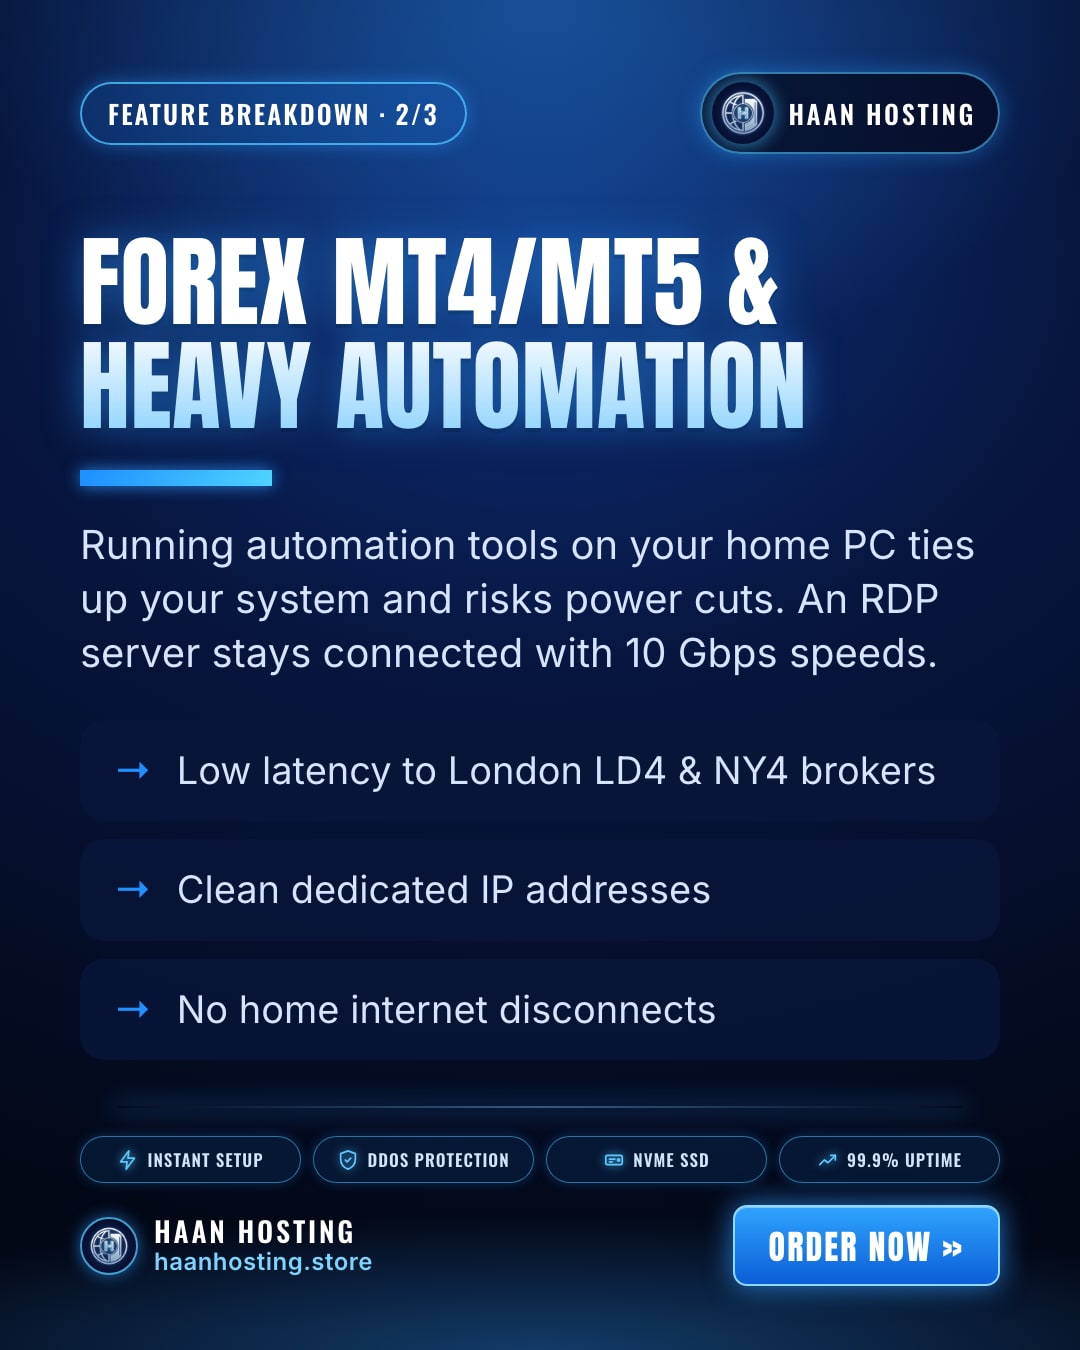 FEATURE BREAKDOWN · 2/3
H HAAN HOSTING
FOREX MT4/MT5 &
HEAVY AUTOMATION
Running automation tools on your home PC ties
up your system and risks power cuts. An RDP
server stays connected with 10 Gbps speeds.
→ Low latency to London LD4 & NY4 brokers
→ Clean dedicated IP addresses
→ No home internet disconnects
INSTANT SETUP
DDOS PROTECTION
NVME SSD
99.9% UPTIME
H HAAN HOSTING
haanhosting.store
ORDER NOW »